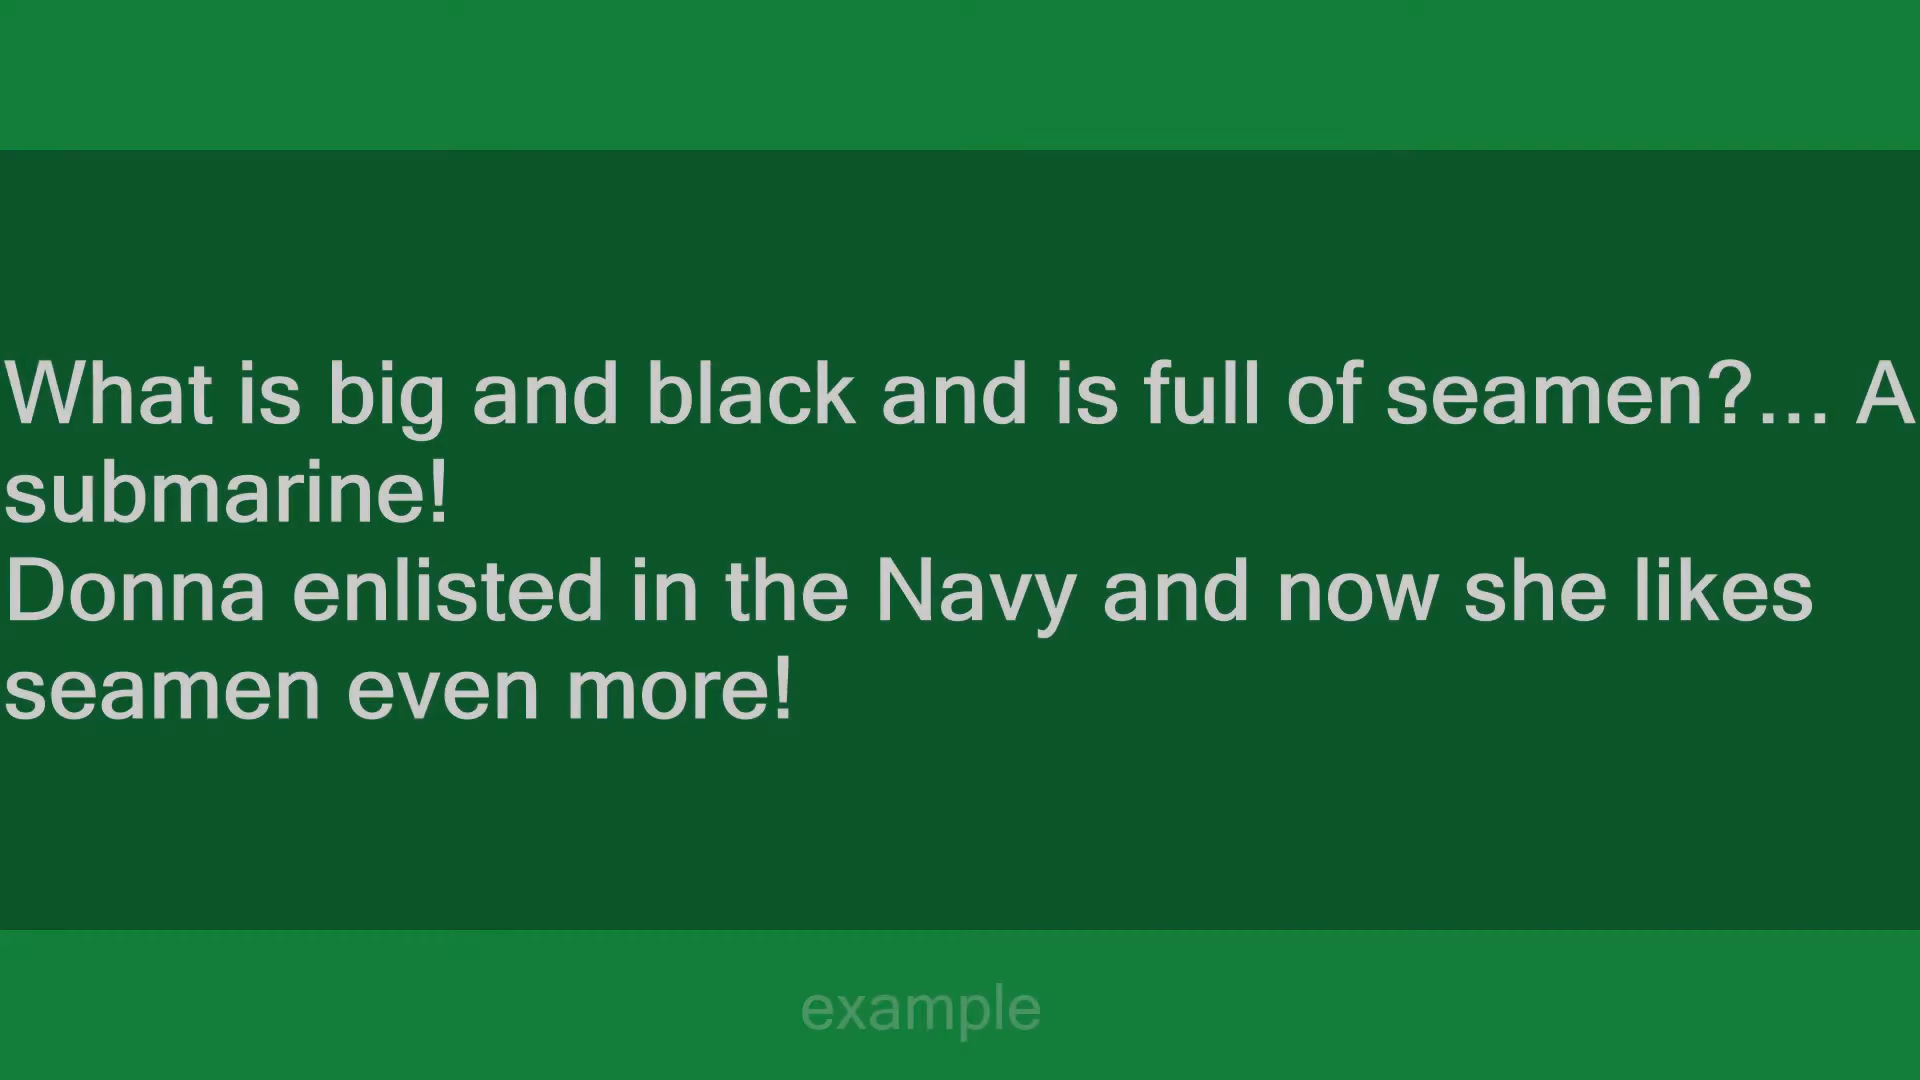 What is big and black and is full of seamen?... A
submarine!
Donna enlisted in the Navy and now she likes
seamen even more!
example